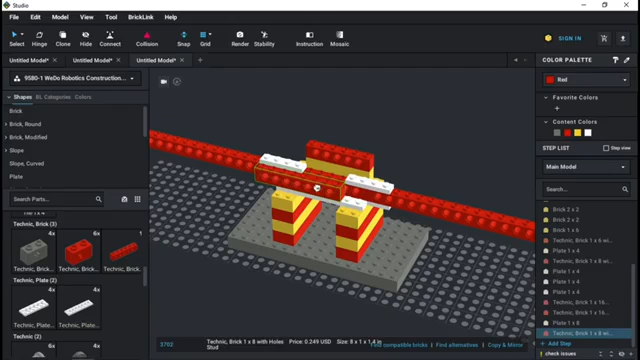 Studio
File Edit Model View Tool BrickLink Help
Select Hinge Clone Hide Connect Collision Snap Grid Render Stability Instruction Mosaic
SIGN IN
Untitled Model* Untitled Model* Untitled Model*
9580-1 WeDo Robotics Construction...
Shapes BL Categories Colors
Brick
Brick, Round
Brick, Modified
Slope
Slope, Curved
Plate
Search Parts...
Technic, Brick (3)
4x 6x 1x
Technic, Brick... Technic, Brick... Technic, Brick...
Technic, Plate (2)
4x 4x
Technic, Plate... Technic, Plate...
Technic (3)
2x 4x 2x
COLOR PALETTE
Red
Favorite Colors
+
Content Colors
STEP LIST
Step view
Main Model
Search...
Brick 2 x 2
Brick 2 x 2
Brick 1 x 6
Technic, Brick 1 x 6 wi...
Plate 1 x 4
Technic, Brick 1 x 8 wi...
Plate 1 x 4
Plate 1 x 4
Plate 1 x 4
Technic, Brick 1 x 16...
Technic, Brick 1 x 16...
Plate 1 x 8
Technic, Brick 1 x 8 wi...
+ Add Step
check issues
3702 Technic, Brick 1 x 8 with Holes Price: 0.249 USD Size: 8 x 1 x 1,4 in Stud
Find compatible bricks Find alternatives Copy & Mirror